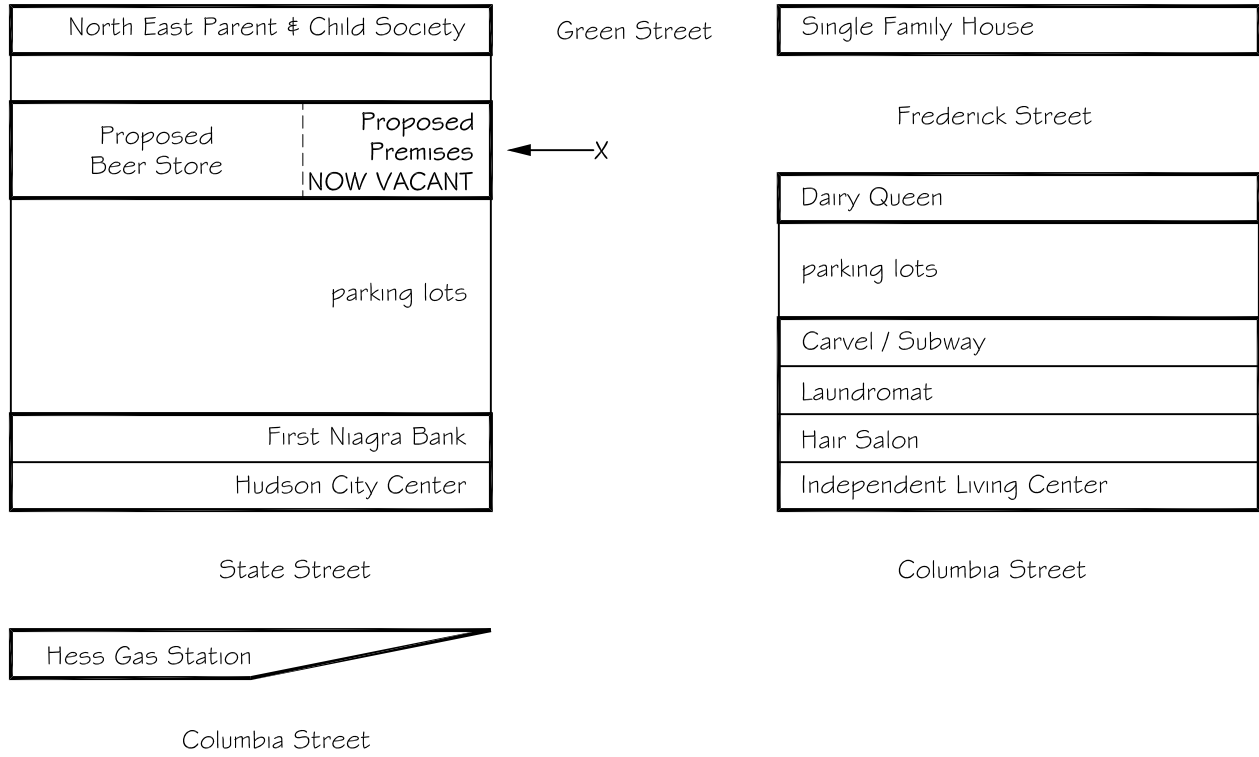 North East Parent & Child Society
Green Street
Single Family House
Frederick Street
Proposed
Beer Store
Proposed
Premises
NOW VACANT
X
Dairy Queen
parking lots
parking lots
Carvel / Subway
Laundromat
First Niagra Bank
Hair Salon
Hudson City Center
Independent Living Center
State Street
Columbia Street
Hess Gas Station
Columbia Street